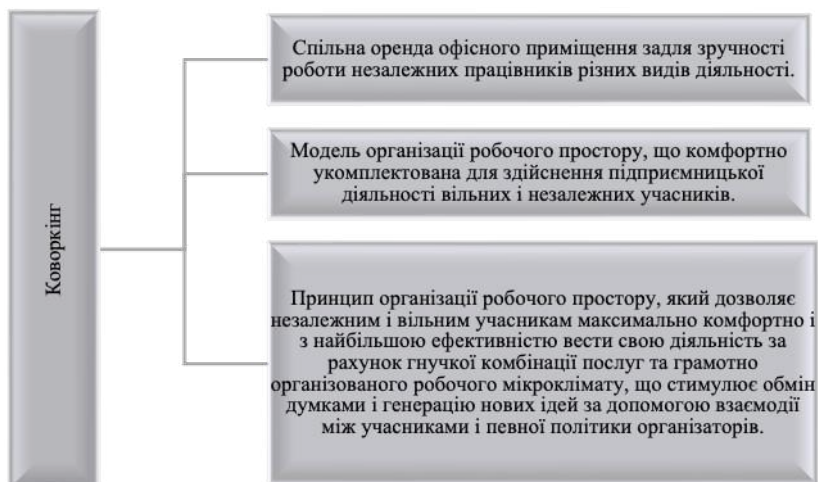 Коворкінг
Спільна оренда офісного приміщення задля зручності
роботи незалежних працівників різних видів діяльності.
Модель організації робочого простору, що комфортно
укомплектована для здійснення підприємницької
діяльності вільних і незалежних учасників.
Принцип організації робочого простору, який дозволяє
незалежним і вільним учасникам максимально комфортно і
з найбільшою ефективністю вести свою діяльність за
рахунок гнучкої комбінації послуг та грамотно
організованого робочого мікроклімату, що стимулює обмін
думками і генерацію нових ідей за допомогою взаємодії
між учасниками і певної політики організаторів.